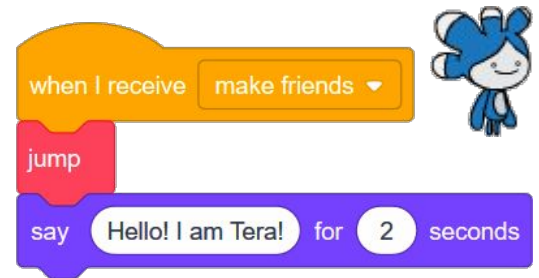 when I receive make friends
jump
say Hello! I am Tera! for 2 seconds